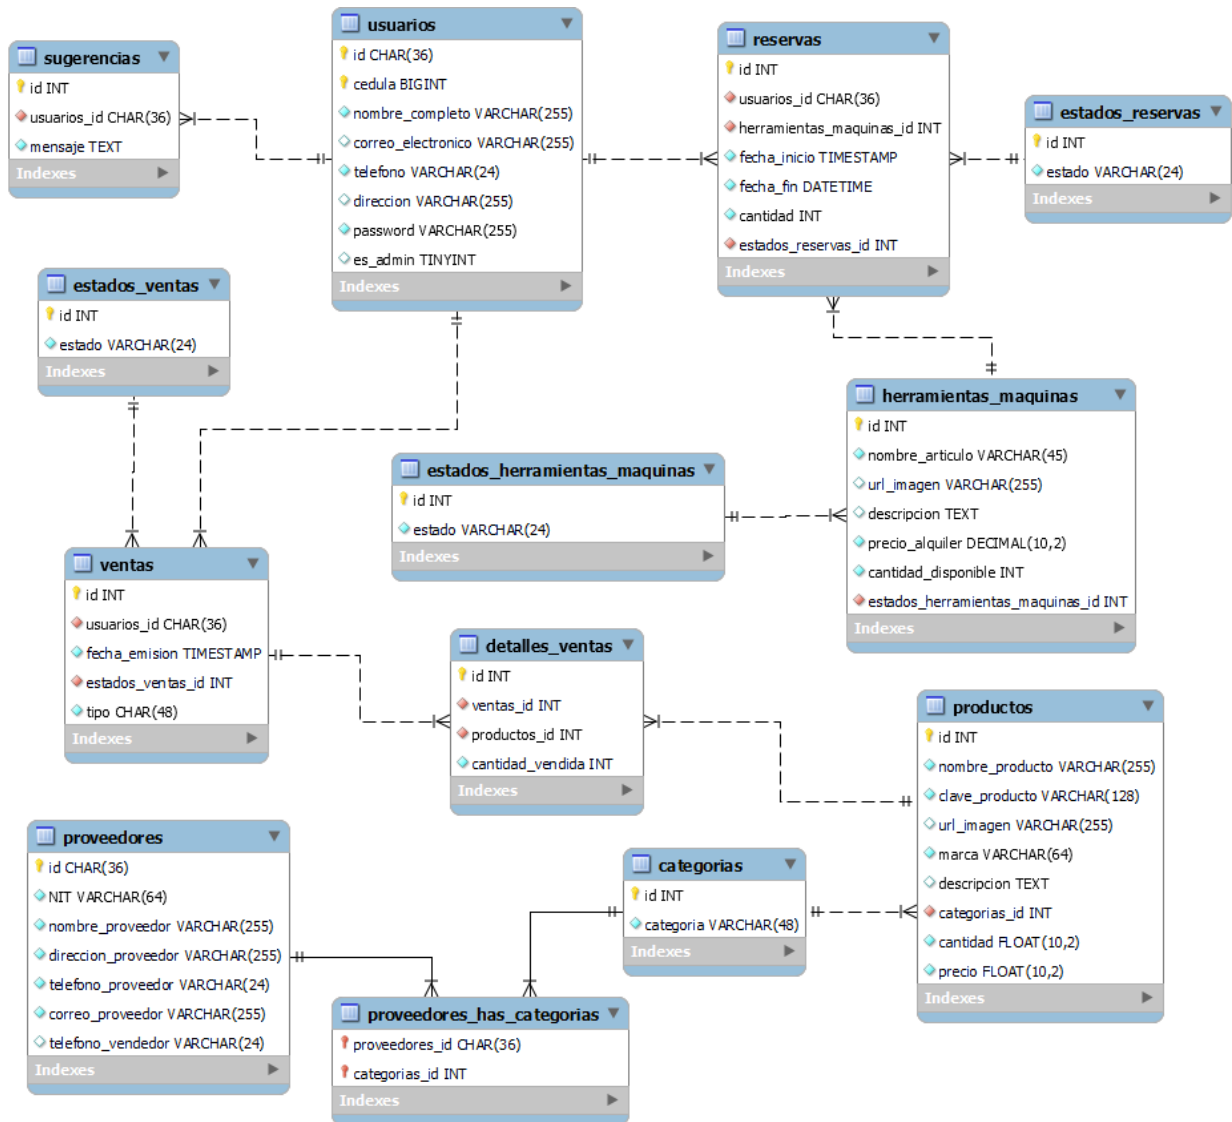 sugerencias
id INT
usuarios_id CHAR(36)
mensaje TEXT
Indexes
usuarios
id CHAR(36)
cedula BIGINT
nombre_completo VARCHAR(255)
correo_electronico VARCHAR(255)
telefono VARCHAR(24)
direccion VARCHAR(255)
password VARCHAR(255)
es_admin TINYINT
Indexes
reservas
id INT
usuarios_id CHAR(36)
herramientas_maquinas_id INT
fecha_inicio TIMESTAMP
fecha_fin DATETIME
cantidad INT
estados_reservas_id INT
Indexes
estados_reservas
id INT
estado VARCHAR(24)
Indexes
estados_ventas
id INT
estado VARCHAR(24)
Indexes
herramientas_maquinas
id INT
nombre_articulo VARCHAR(45)
url_imagen VARCHAR(255)
descripcion TEXT
precio_alquiler DECIMAL(10,2)
cantidad_disponible INT
estados_herramientas_maquinas_id INT
Indexes
estados_herramientas_maquinas
id INT
estado VARCHAR(24)
Indexes
ventas
id INT
usuarios_id CHAR(36)
fecha_emision TIMESTAMP
estados_ventas_id INT
tipo CHAR(48)
Indexes
detalles_ventas
id INT
ventas_id INT
productos_id INT
cantidad_vendida INT
Indexes
productos
id INT
nombre_producto VARCHAR(255)
clave_producto VARCHAR(128)
url_imagen VARCHAR(255)
marca VARCHAR(64)
descripcion TEXT
categorias_id INT
cantidad FLOAT(10,2)
precio FLOAT(10,2)
Indexes
proveedores
id CHAR(36)
NIT VARCHAR(64)
nombre_proveedor VARCHAR(255)
direccion_proveedor VARCHAR(255)
telefono_proveedor VARCHAR(24)
correo_proveedor VARCHAR(255)
telefono_vendedor VARCHAR(24)
Indexes
categorias
id INT
categoria VARCHAR(48)
Indexes
proveedores_has_categorias
proveedores_id CHAR(36)
categorias_id INT
Indexes